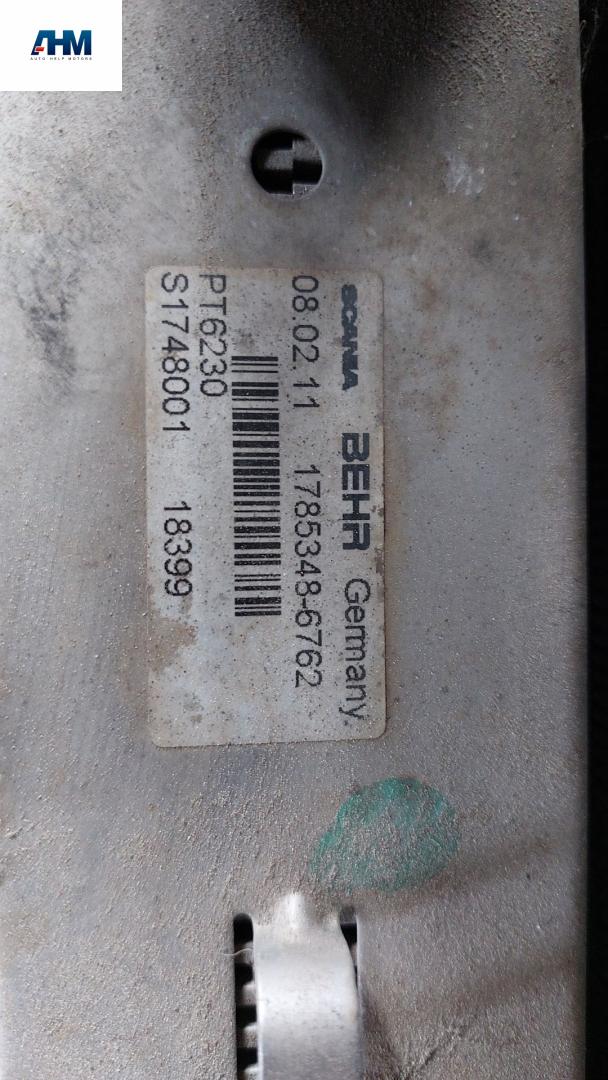 AHM
AUTO HELP MOTORS
SCANIA BEHR Germany
08.02.11 1785348-6762
PT6230
S1748001 18399